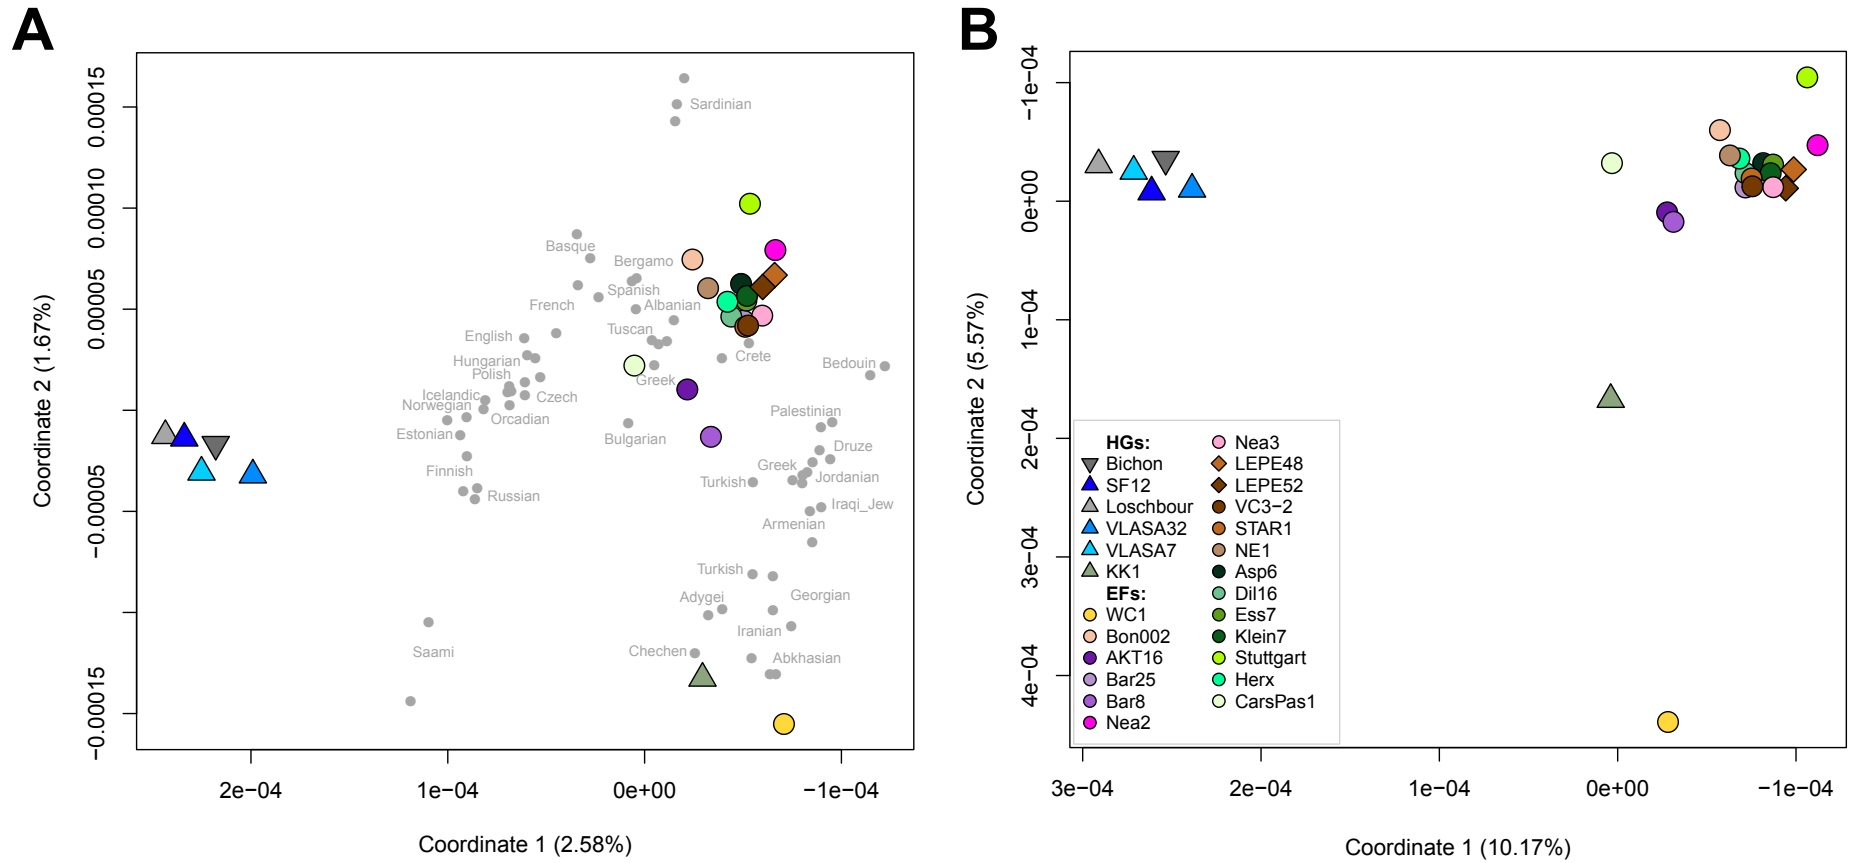 A
0.00015
0.00010
0.00005
−0.00005
−0.00015
Coordinate 2 (1.67%)
Sardinian
Basque
Bergamo
Spanish
French
Albanian
Tuscan
English
Crete
Hungarian
Bedouin
Polish
Greek
Icelandic
Czech
Norwegian
Orcadian
Palestinian
Estonian
Bulgarian
Druze
Finnish
Greek
Jordanian
Turkish
Russian
Iraqi_Jew
Armenian
Turkish
Adygei
Georgian
Iranian
Saami
Chechen
Abkhasian
2e−04
1e−04
0e+00
−1e−04
Coordinate 1 (2.58%)
B
−1e−04
0e+00
1e−04
2e−04
3e−04
4e−04
Coordinate 2 (5.57%)
HGs:
Bichon
SF12
Loschbour
VLASA32
VLASA7
KK1
EFs:
WC1
Bon002
AKT16
Bar25
Bar8
Nea2
Nea3
LEPE48
LEPE52
VC3−2
STAR1
NE1
Asp6
Dil16
Ess7
Klein7
Stuttgart
Herx
CarsPas1
3e−04
2e−04
1e−04
0e+00
−1e−04
Coordinate 1 (10.17%)